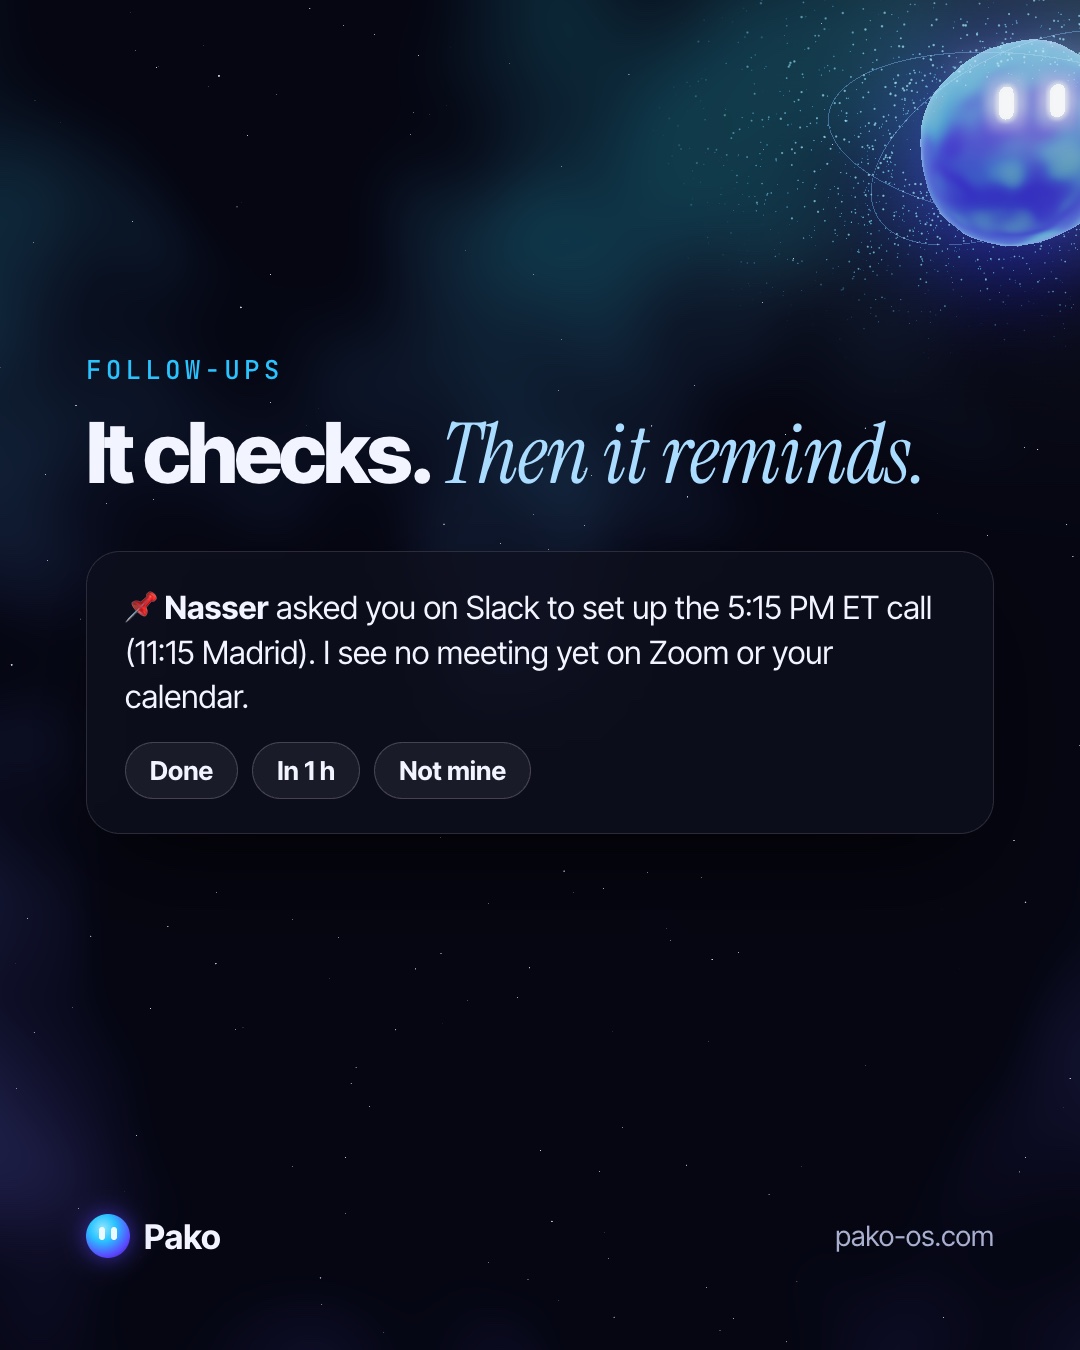 FOLLOW-UPS
It checks. Then it reminds.
📌 Nasser asked you on Slack to set up the 5:15 PM ET call
(11:15 Madrid). I see no meeting yet on Zoom or your
calendar.
Done In 1 h Not mine
Pako pako-os.com